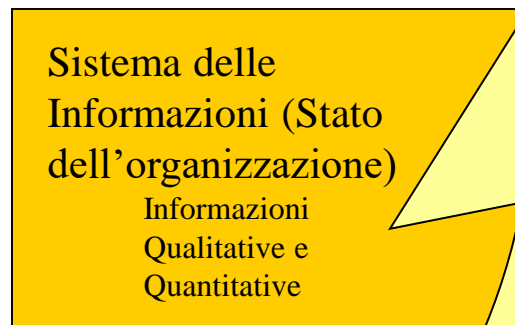 Sistema delle
Informazioni (Stato
dell’organizzazione)
Informazioni
Qualitative e
Quantitative